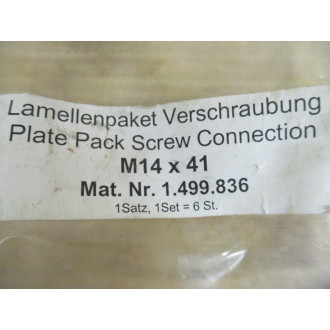 Lamellenpaket Verschraubung
Plate Pack Screw Connection
M14 x 41
Mat. Nr. 1.499.836
1Satz, 1Set = 6 St.